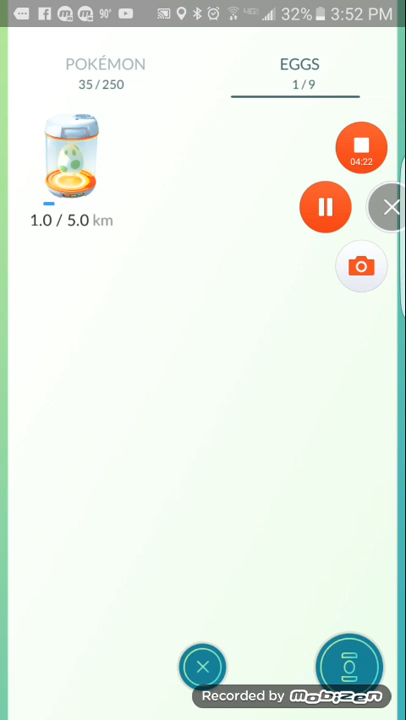 90° 32% 3:52 PM
POKÉMON
35 / 250
EGGS
1 / 9
04:22
1.0 / 5.0 km
Recorded by mobizen